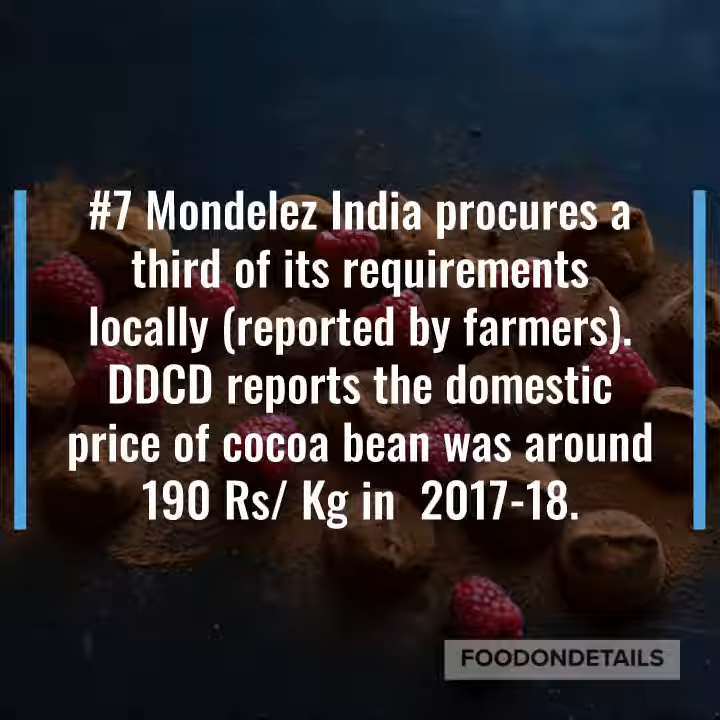 #7 Mondelez India procures a
third of its requirements
locally (reported by farmers).
DDCD reports the domestic
price of cocoa bean was around
190 Rs/ Kg in  2017-18.
FOODONDETAILS